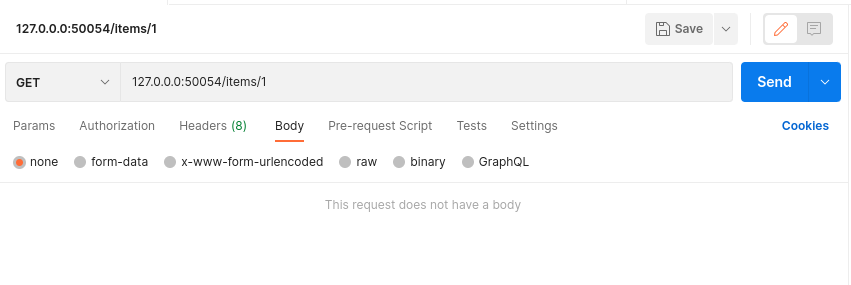 127.0.0.0:50054/items/1
Save
GET 127.0.0.0:50054/items/1 Send
Params Authorization Headers (8) Body Pre-request Script Tests Settings Cookies
none form-data x-www-form-urlencoded raw binary GraphQL
This request does not have a body